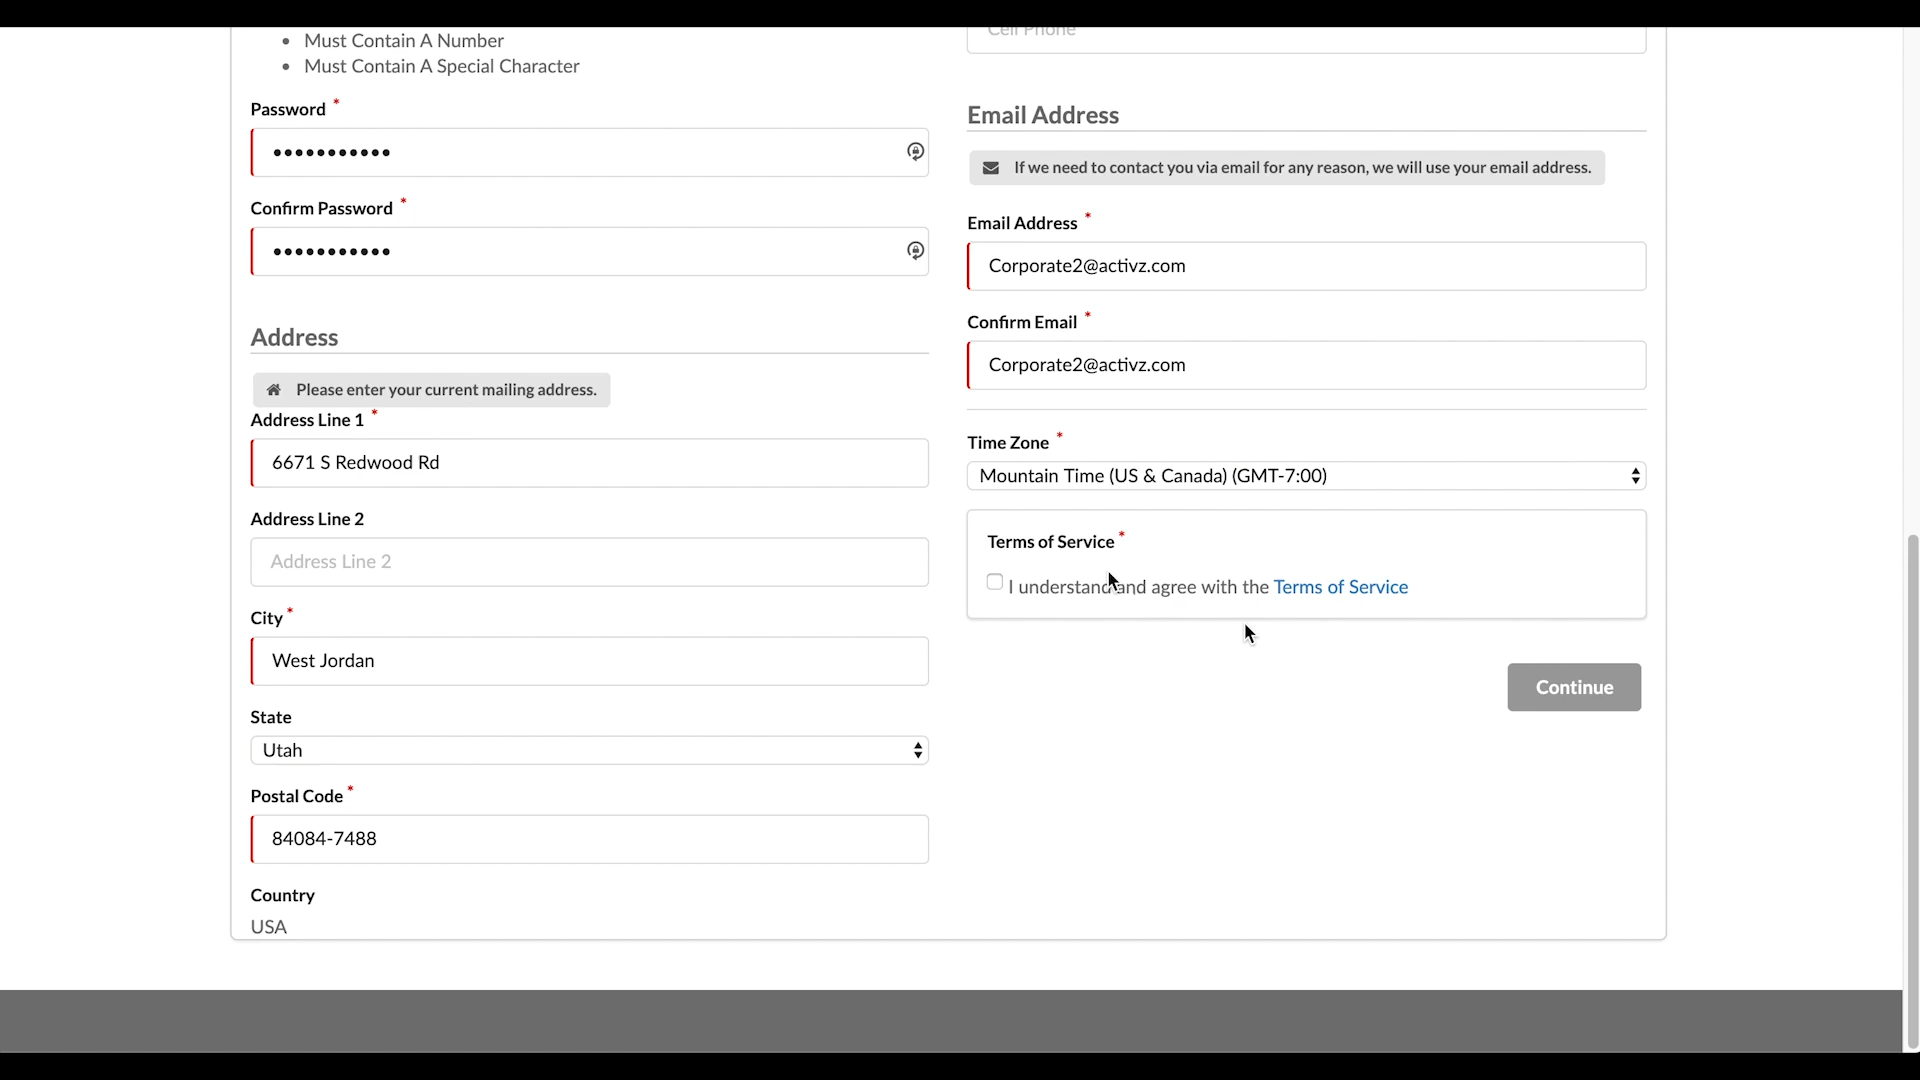 Must Contain A Number
Must Contain A Special Character
Password *
•••••••••••
Confirm Password *
•••••••••••
Address
Please enter your current mailing address.
Address Line 1 *
6671 S Redwood Rd
Address Line 2
Address Line 2
City *
West Jordan
State
Utah
Postal Code *
84084-7488
Country
USA
Cell Phone
Email Address
If we need to contact you via email for any reason, we will use your email address.
Email Address *
Corporate2@activz.com
Confirm Email *
Corporate2@activz.com
Time Zone *
Mountain Time (US & Canada) (GMT-7:00)
Terms of Service *
I understand and agree with the Terms of Service
Continue